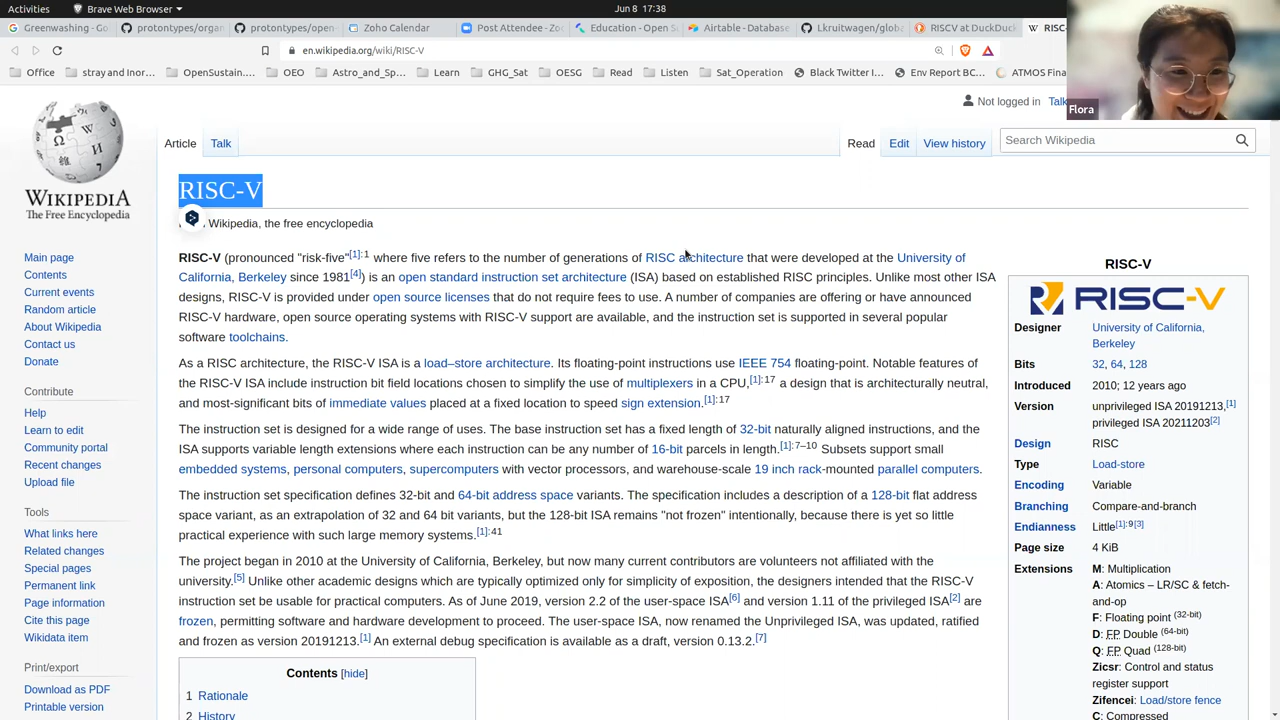 Activities
Brave Web Browser
Jun 8 17:38
Greenwashing - Go
protontypes/organ
protontypes/open-
Zoho Calendar
Post Attendee - Zo
Education - Open S
Airtable - Database
Lkruitwagen/globa
RISCV at DuckDuc
RISC-
en.wikipedia.org/wiki/RISC-V
Office
stray and Inor...
OpenSustain...
OEO
Astro_and_Sp...
Learn
GHG_Sat
OESG
Read
Listen
Sat_Operation
Black Twitter I...
Env Report BC...
ATMOS Fin
Flora
Not logged in
Talk
Article
Talk
Read
Edit
View history
Search Wikipedia
WIKIPEDIA
The Free Encyclopedia
Main page
Contents
Current events
Random article
About Wikipedia
Contact us
Donate
Contribute
Help
Learn to edit
Community portal
Recent changes
Upload file
Tools
What links here
Related changes
Special pages
Permanent link
Page information
Cite this page
Wikidata item
Print/export
Download as PDF
Printable version
RISC-V
Wikipedia, the free encyclopedia
RISC-V (pronounced "risk-five"[1]:1 where five refers to the number of generations of RISC architecture that were developed at the University of
California, Berkeley since 1981[4]) is an open standard instruction set architecture (ISA) based on established RISC principles. Unlike most other ISA
designs, RISC-V is provided under open source licenses that do not require fees to use. A number of companies are offering or have announced
RISC-V hardware, open source operating systems with RISC-V support are available, and the instruction set is supported in several popular
software toolchains.
As a RISC architecture, the RISC-V ISA is a load–store architecture. Its floating-point instructions use IEEE 754 floating-point. Notable features of
the RISC-V ISA include instruction bit field locations chosen to simplify the use of multiplexers in a CPU,[1]:17 a design that is architecturally neutral,
and most-significant bits of immediate values placed at a fixed location to speed sign extension.[1]:17
The instruction set is designed for a wide range of uses. The base instruction set has a fixed length of 32-bit naturally aligned instructions, and the
ISA supports variable length extensions where each instruction can be any number of 16-bit parcels in length.[1]:7–10 Subsets support small
embedded systems, personal computers, supercomputers with vector processors, and warehouse-scale 19 inch rack-mounted parallel computers.
The instruction set specification defines 32-bit and 64-bit address space variants. The specification includes a description of a 128-bit flat address
space variant, as an extrapolation of 32 and 64 bit variants, but the 128-bit ISA remains "not frozen" intentionally, because there is yet so little
practical experience with such large memory systems.[1]:41
The project began in 2010 at the University of California, Berkeley, but now many current contributors are volunteers not affiliated with the
university.[5] Unlike other academic designs which are typically optimized only for simplicity of exposition, the designers intended that the RISC-V
instruction set be usable for practical computers. As of June 2019, version 2.2 of the user-space ISA[6] and version 1.11 of the privileged ISA[2] are
frozen, permitting software and hardware development to proceed. The user-space ISA, now renamed the Unprivileged ISA, was updated, ratified
and frozen as version 20191213.[1] An external debug specification is available as a draft, version 0.13.2.[7]
Contents [hide]
1 Rationale
2 History
RISC-V
RISC-V
Designer University of California,
Berkeley
Bits 32, 64, 128
Introduced 2010; 12 years ago
Version unprivileged ISA 20191213,[1]
privileged ISA 20211203[2]
Design RISC
Type Load-store
Encoding Variable
Branching Compare-and-branch
Endianness Little[1]:9[3]
Page size 4 KiB
Extensions M: Multiplication
A: Atomics – LR/SC & fetch-
and-op
F: Floating point (32-bit)
D: FP Double (64-bit)
Q: FP Quad (128-bit)
Zicsr: Control and status
register support
Zifencei: Load/store fence
C: Compressed